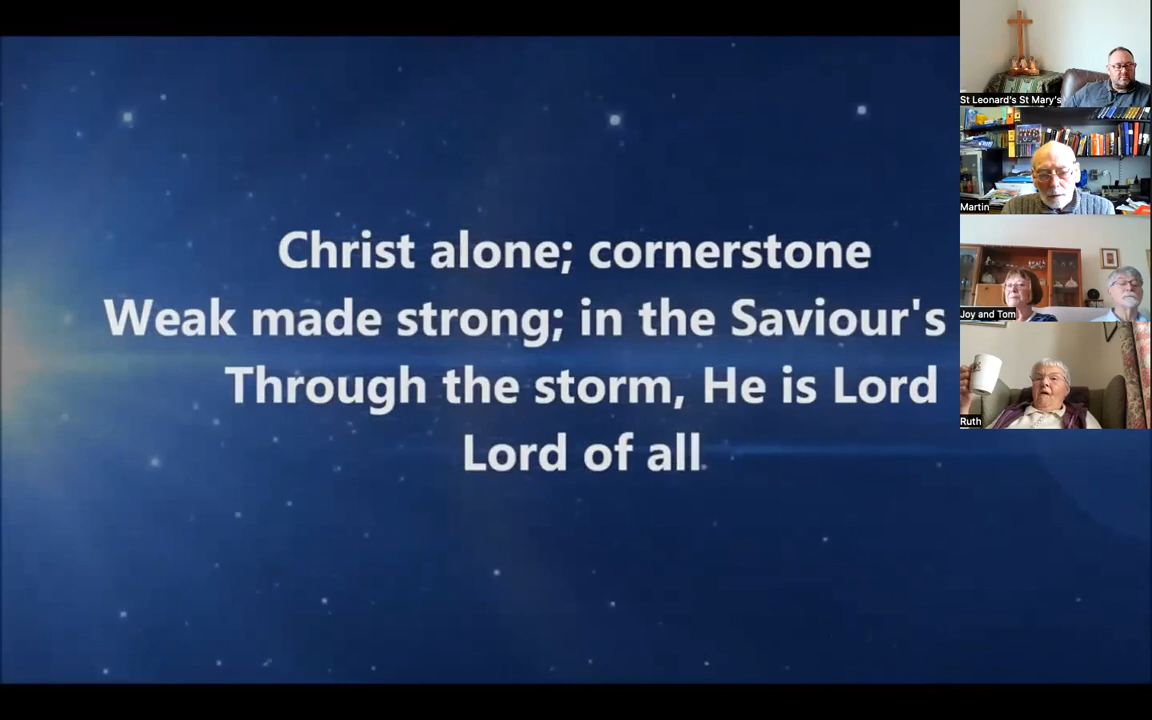 Christ alone; cornerstone
Weak made strong; in the Saviour's
Through the storm, He is Lord
Lord of all
St Leonard's St Mary's
Martin
Joy and Tom
Ruth